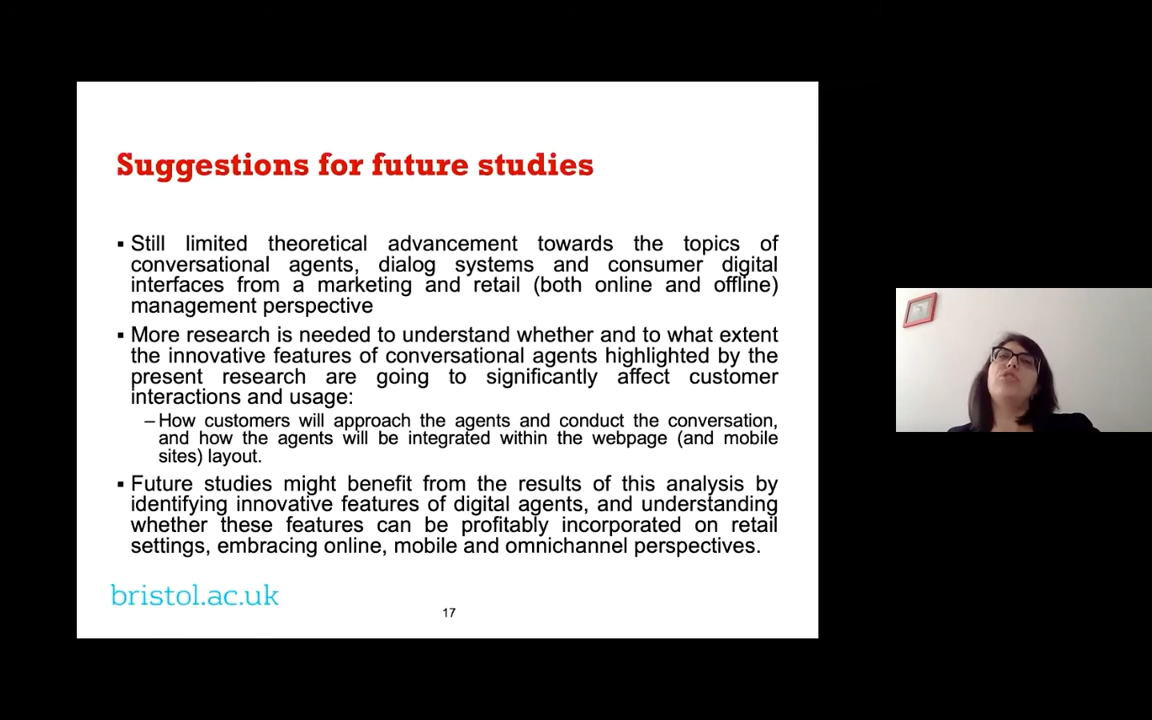 Suggestions for future studies
▪ Still limited theoretical advancement towards the topics of
conversational agents, dialog systems and consumer digital
interfaces from a marketing and retail (both online and offline)
management perspective
▪ More research is needed to understand whether and to what extent
the innovative features of conversational agents highlighted by the
present research are going to significantly affect customer
interactions and usage:
–How customers will approach the agents and conduct the conversation,
and how the agents will be integrated within the webpage (and mobile
sites) layout.
▪ Future studies might benefit from the results of this analysis by
identifying innovative features of digital agents, and understanding
whether these features can be profitably incorporated on retail
settings, embracing online, mobile and omnichannel perspectives.
bristol.ac.uk
17